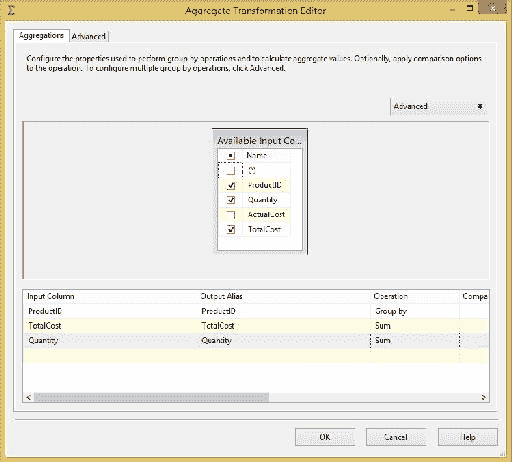 Aggregate Transformation Editor
Aggregations Advanced
Configure the properties used to perform group by operations and to calculate aggregate values. Optionally, apply comparison options
to the operation. To configure multiple group by operations, click Advanced.
Advanced
Available Input Co...
Name
(*)
ProductID
Quantity
ActualCost
TotalCost
Input Column Output Alias Operation Compa
ProductID ProductID Group by
TotalCost TotalCost Sum
Quantity Quantity Sum
OK Cancel Help